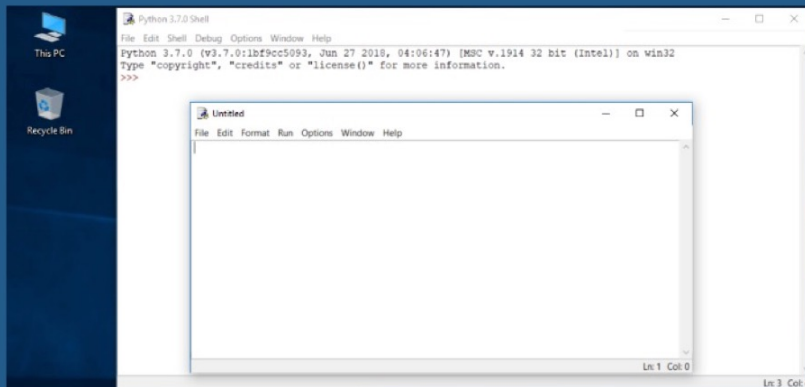 This PC
Recycle Bin
Python 3.7.0 Shell
File Edit Shell Debug Options Window Help
Python 3.7.0 (v3.7.0:1bf9cc5093, Jun 27 2018, 04:06:47) [MSC v.1914 32 bit (Intel)] on win32
Type "copyright", "credits" or "license()" for more information.
>>>
Untitled
File Edit Format Run Options Window Help
Ln: 1 Col: 0
Ln: 3 Col: